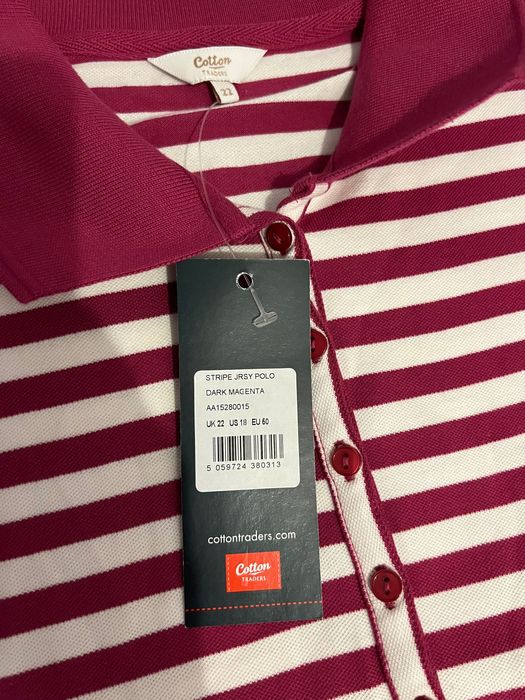 Cotton
TRADERS
22
STRIPE JRSY POLO
DARK MAGENTA
AA15280015
UK 22 US 18 EU 50
5 059724 380313
cottontraders.com
Cotton
TRADERS